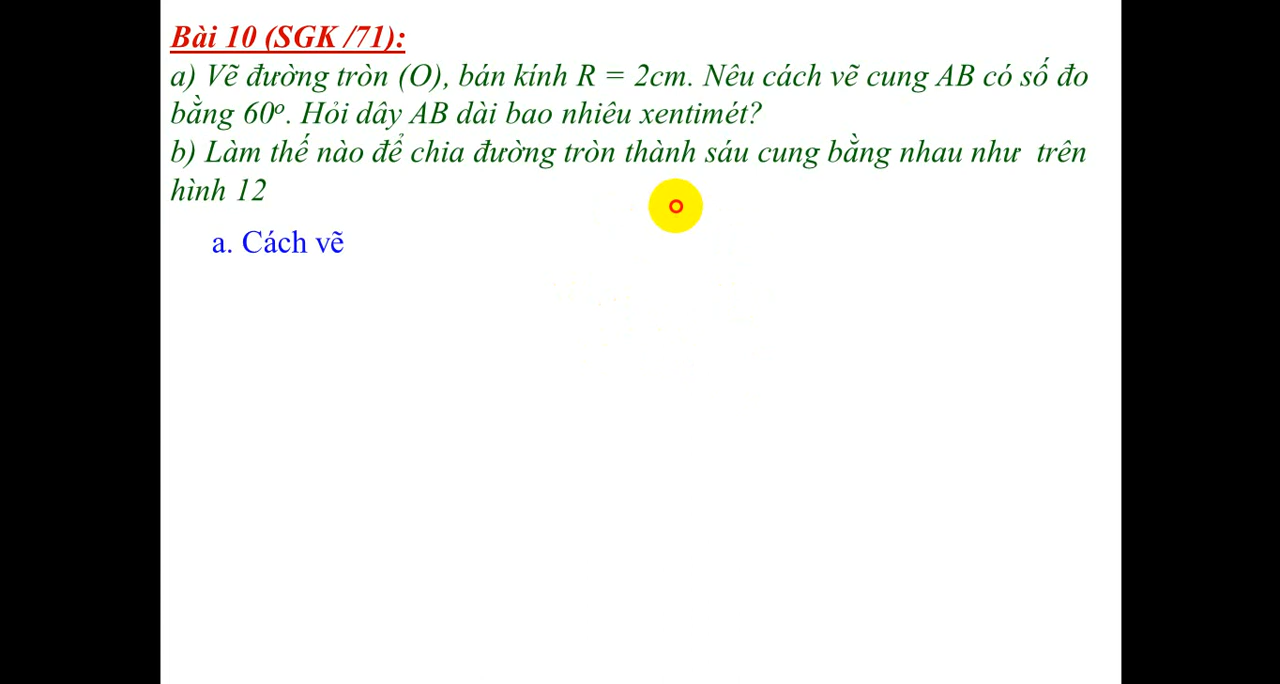 Bài 10 (SGK /71):
a) Vẽ đường tròn (O), bán kính R = 2cm. Nêu cách vẽ cung AB có số đo
bằng 60º. Hỏi dây AB dài bao nhiêu xentimét?
b) Làm thế nào để chia đường tròn thành sáu cung bằng nhau như trên
hình 12
a. Cách vẽ